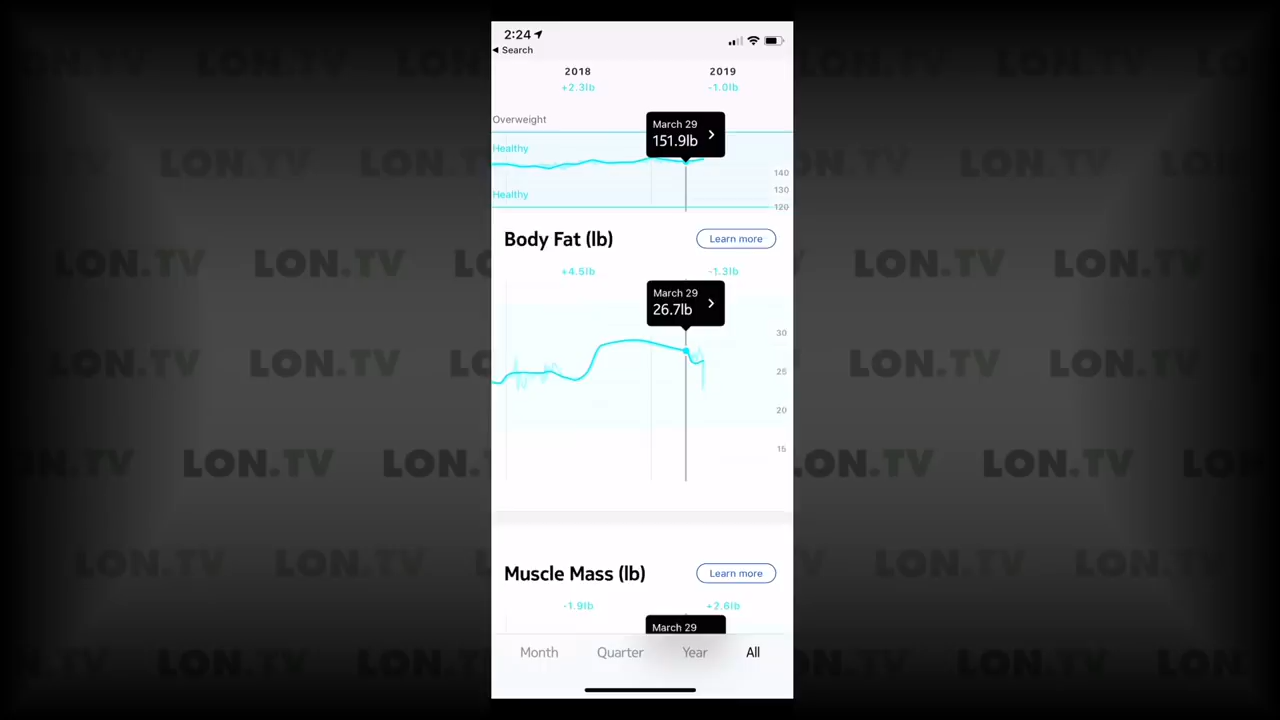 2:24
◀ Search
2018 2019
+2.3lb -1.0lb
Overweight
March 29
151.9lb
Healthy
140
130
Healthy
120
Body Fat (lb) Learn more
+4.5lb -1.3lb
March 29
26.7lb
30
25
20
15
Muscle Mass (lb) Learn more
-1.9lb +2.6lb
March 29
Month Quarter Year All
LON.TV